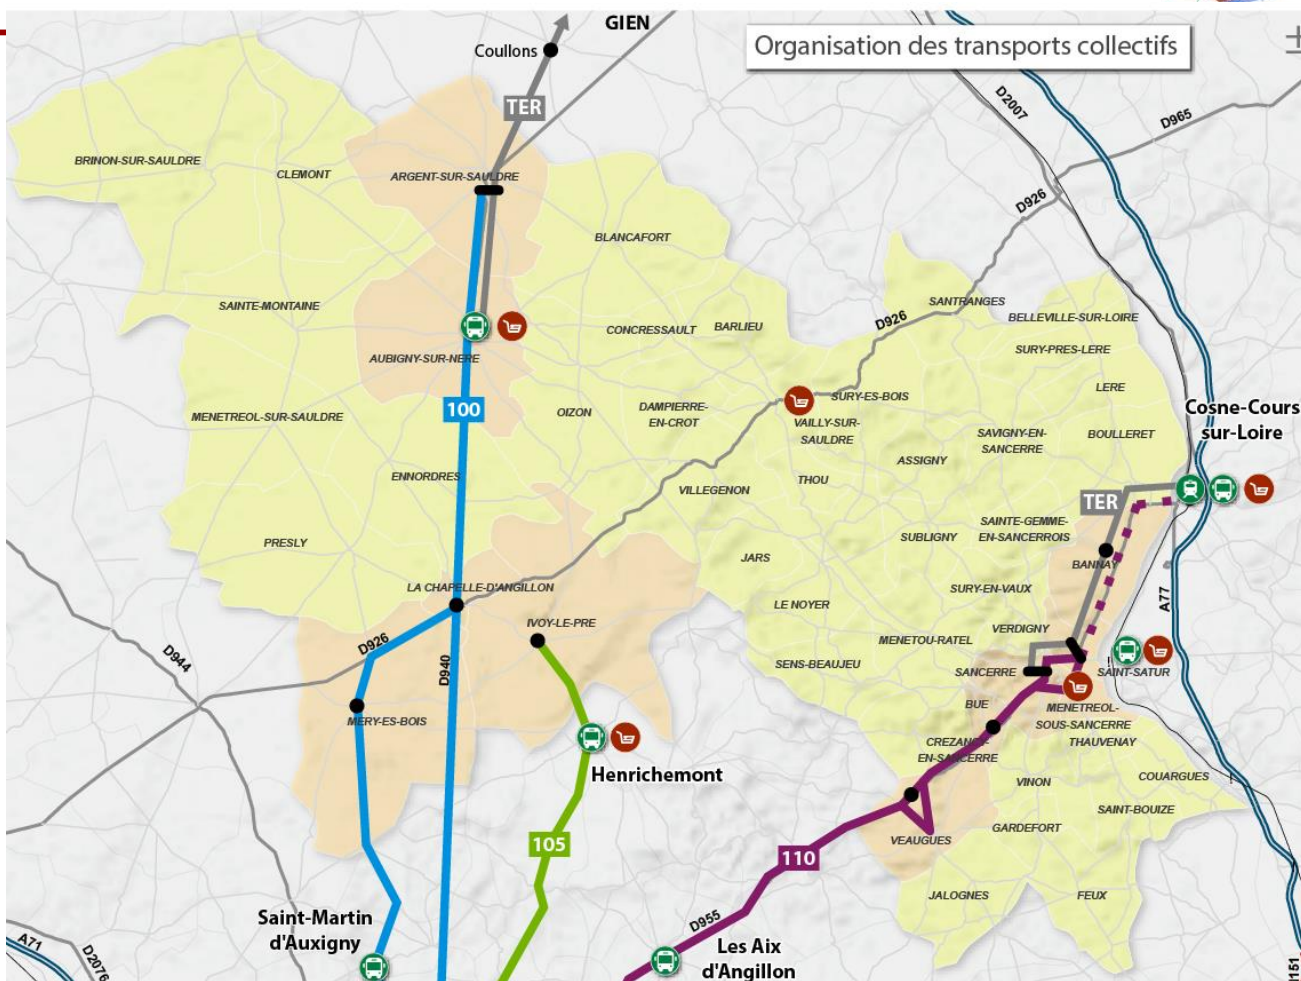 GIEN
Organisation des transports collectifs
Coullons
TER
D2007
D965
BRINON-SUR-SAULDRE
CLEMONT
ARGENT-SUR-SAULDRE
D926
BLANCAFORT
SAINTE-MONTAINE
SANTRANGES
BELLEVILLE-SUR-LOIRE
D926
CONCRESSAULT
BARLIEU
AUBIGNY-SUR-NERE
SURY-PRES-LERE
LERE
SURY-ES-BOIS
Cosne-Cours
sur-Loire
100
MENETREOL-SUR-SAULDRE
OIZON
DAMPIERRE-
EN-CROT
VAILLY-SUR-
SAULDRE
SAVIGNY-EN-
SANCERRE
BOULLERET
ASSIGNY
ENNORDRES
VILLEGENON
THOU
TER
PRESLY
SUBLIGNY
SAINTE-GEMME-
EN-SANCERROIS
JARS
BANNAY
LA CHAPELLE-D'ANGILLON
SURY-EN-VAUX
A77
LE NOYER
IVOY-LE-PRE
VERDIGNY
D926
MENETOU-RATEL
D944
D940
SENS-BEAUJEU
SANCERRE
SAINT-SATUR
BUE
MENETREOL-
SOUS-SANCERRE
MERY-ES-BOIS
CREZANCY-
EN-SANCERRE
THAUVENAY
Henrichemont
VINON
COUARGUES
SAINT-BOUIZE
GARDEFORT
105
VEAUGUES
110
JALOGNES
FEUX
Saint-Martin
d'Auxigny
D955
A71
D2076
Les Aix
d'Angillon